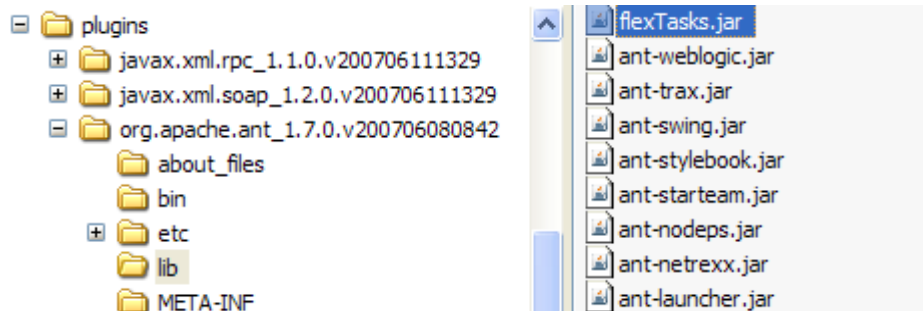 plugins
javax.xml.rpc_1.1.0.v200706111329
javax.xml.soap_1.2.0.v200706111329
org.apache.ant_1.7.0.v200706080842
about_files
bin
etc
lib
META-INF
flexTasks.jar
ant-weblogic.jar
ant-trax.jar
ant-swing.jar
ant-stylebook.jar
ant-starteam.jar
ant-nodeps.jar
ant-netrexx.jar
ant-launcher.jar